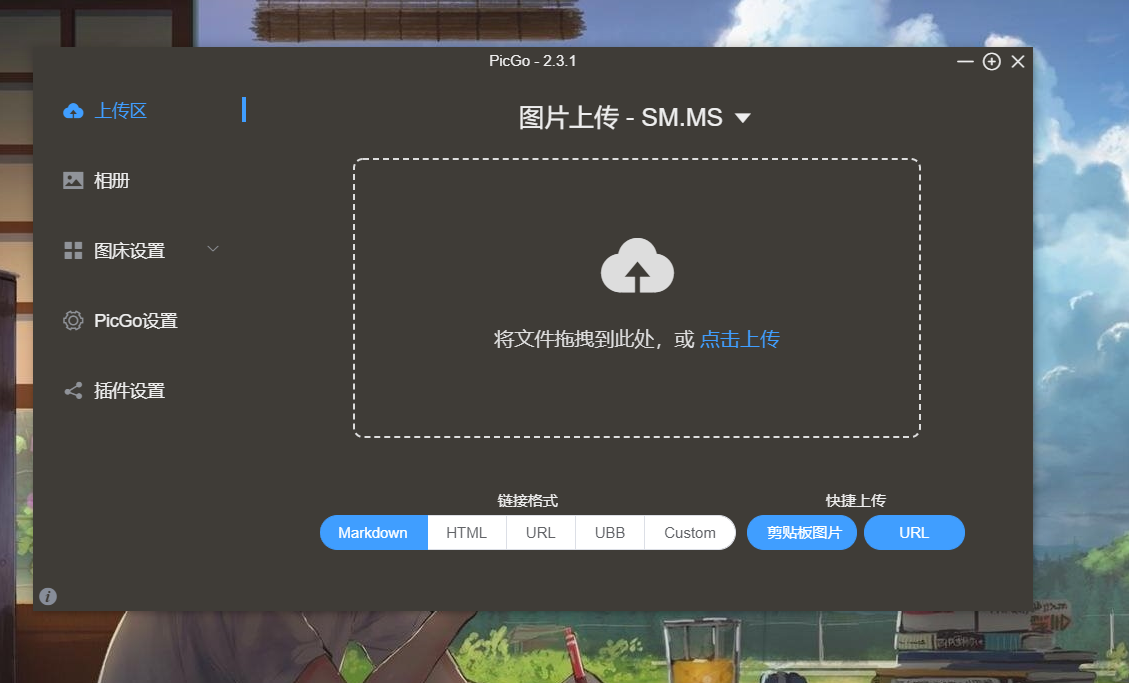 PicGo - 2.3.1
上传区
相册
图床设置
PicGo设置
插件设置
图片上传 - SM.MS
将文件拖拽到此处，或 点击上传
链接格式
Markdown HTML URL UBB Custom
快捷上传
剪贴板图片 URL